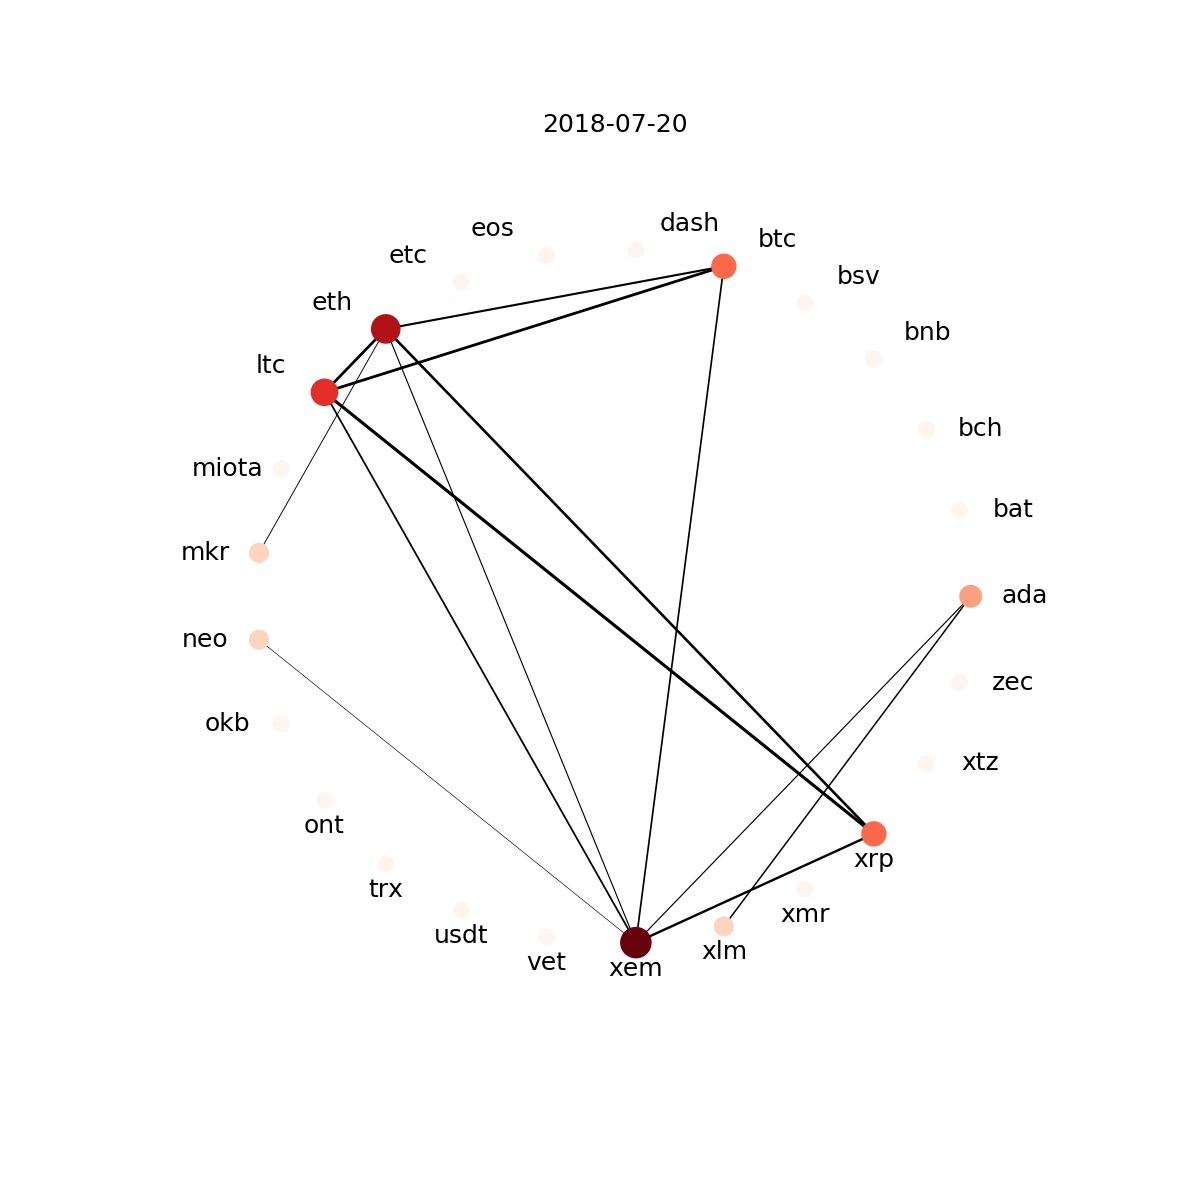 2018-07-20
dash
eos
btc
etc
bsv
eth
bnb
ltc
bch
miota
bat
mkr
ada
neo
zec
okb
xtz
ont
xrp
trx
xmr
usdt
xlm
vet
xem